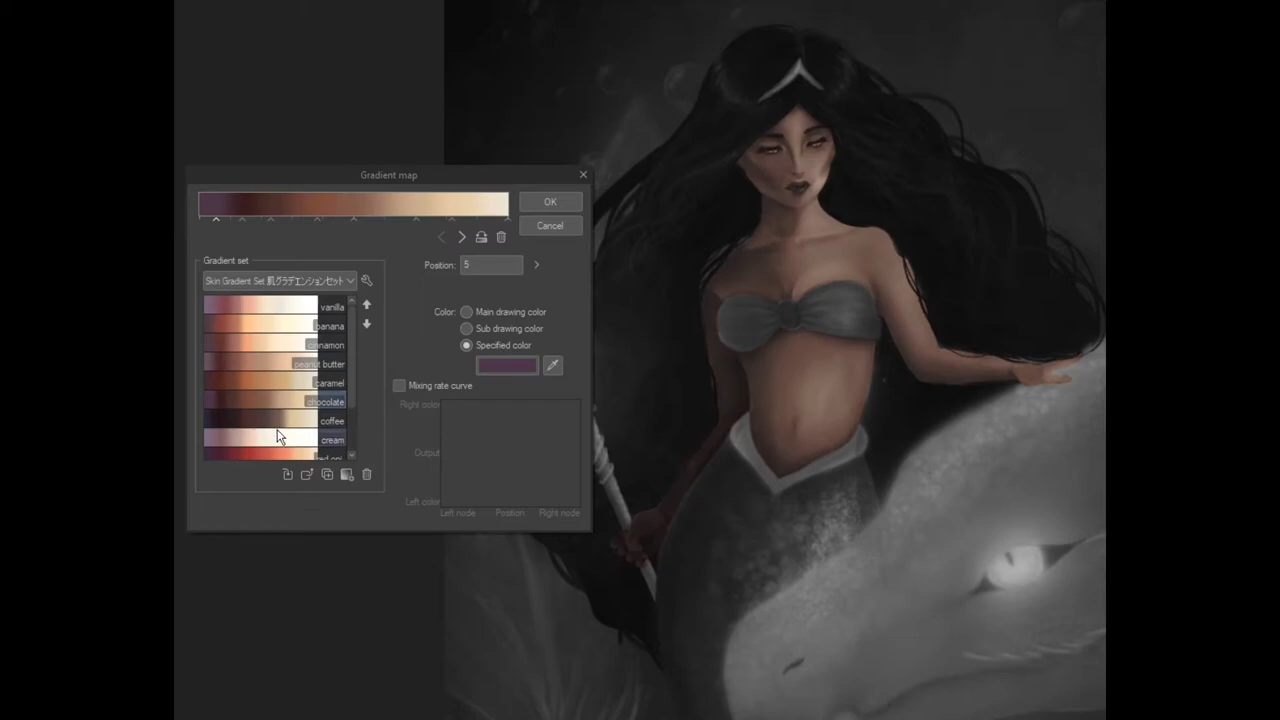 Gradient map
OK
Cancel
Gradient set
Skin Gradient Set 肌グラデエンションセット
Position: 5
vanilla
banana
cinnamon
peanut butter
caramel
chocolate
coffee
cream
red oni
Color:
Main drawing color
Sub drawing color
Specified color
Mixing rate curve
Right color
Output
Left color
Left node
Position
Right node